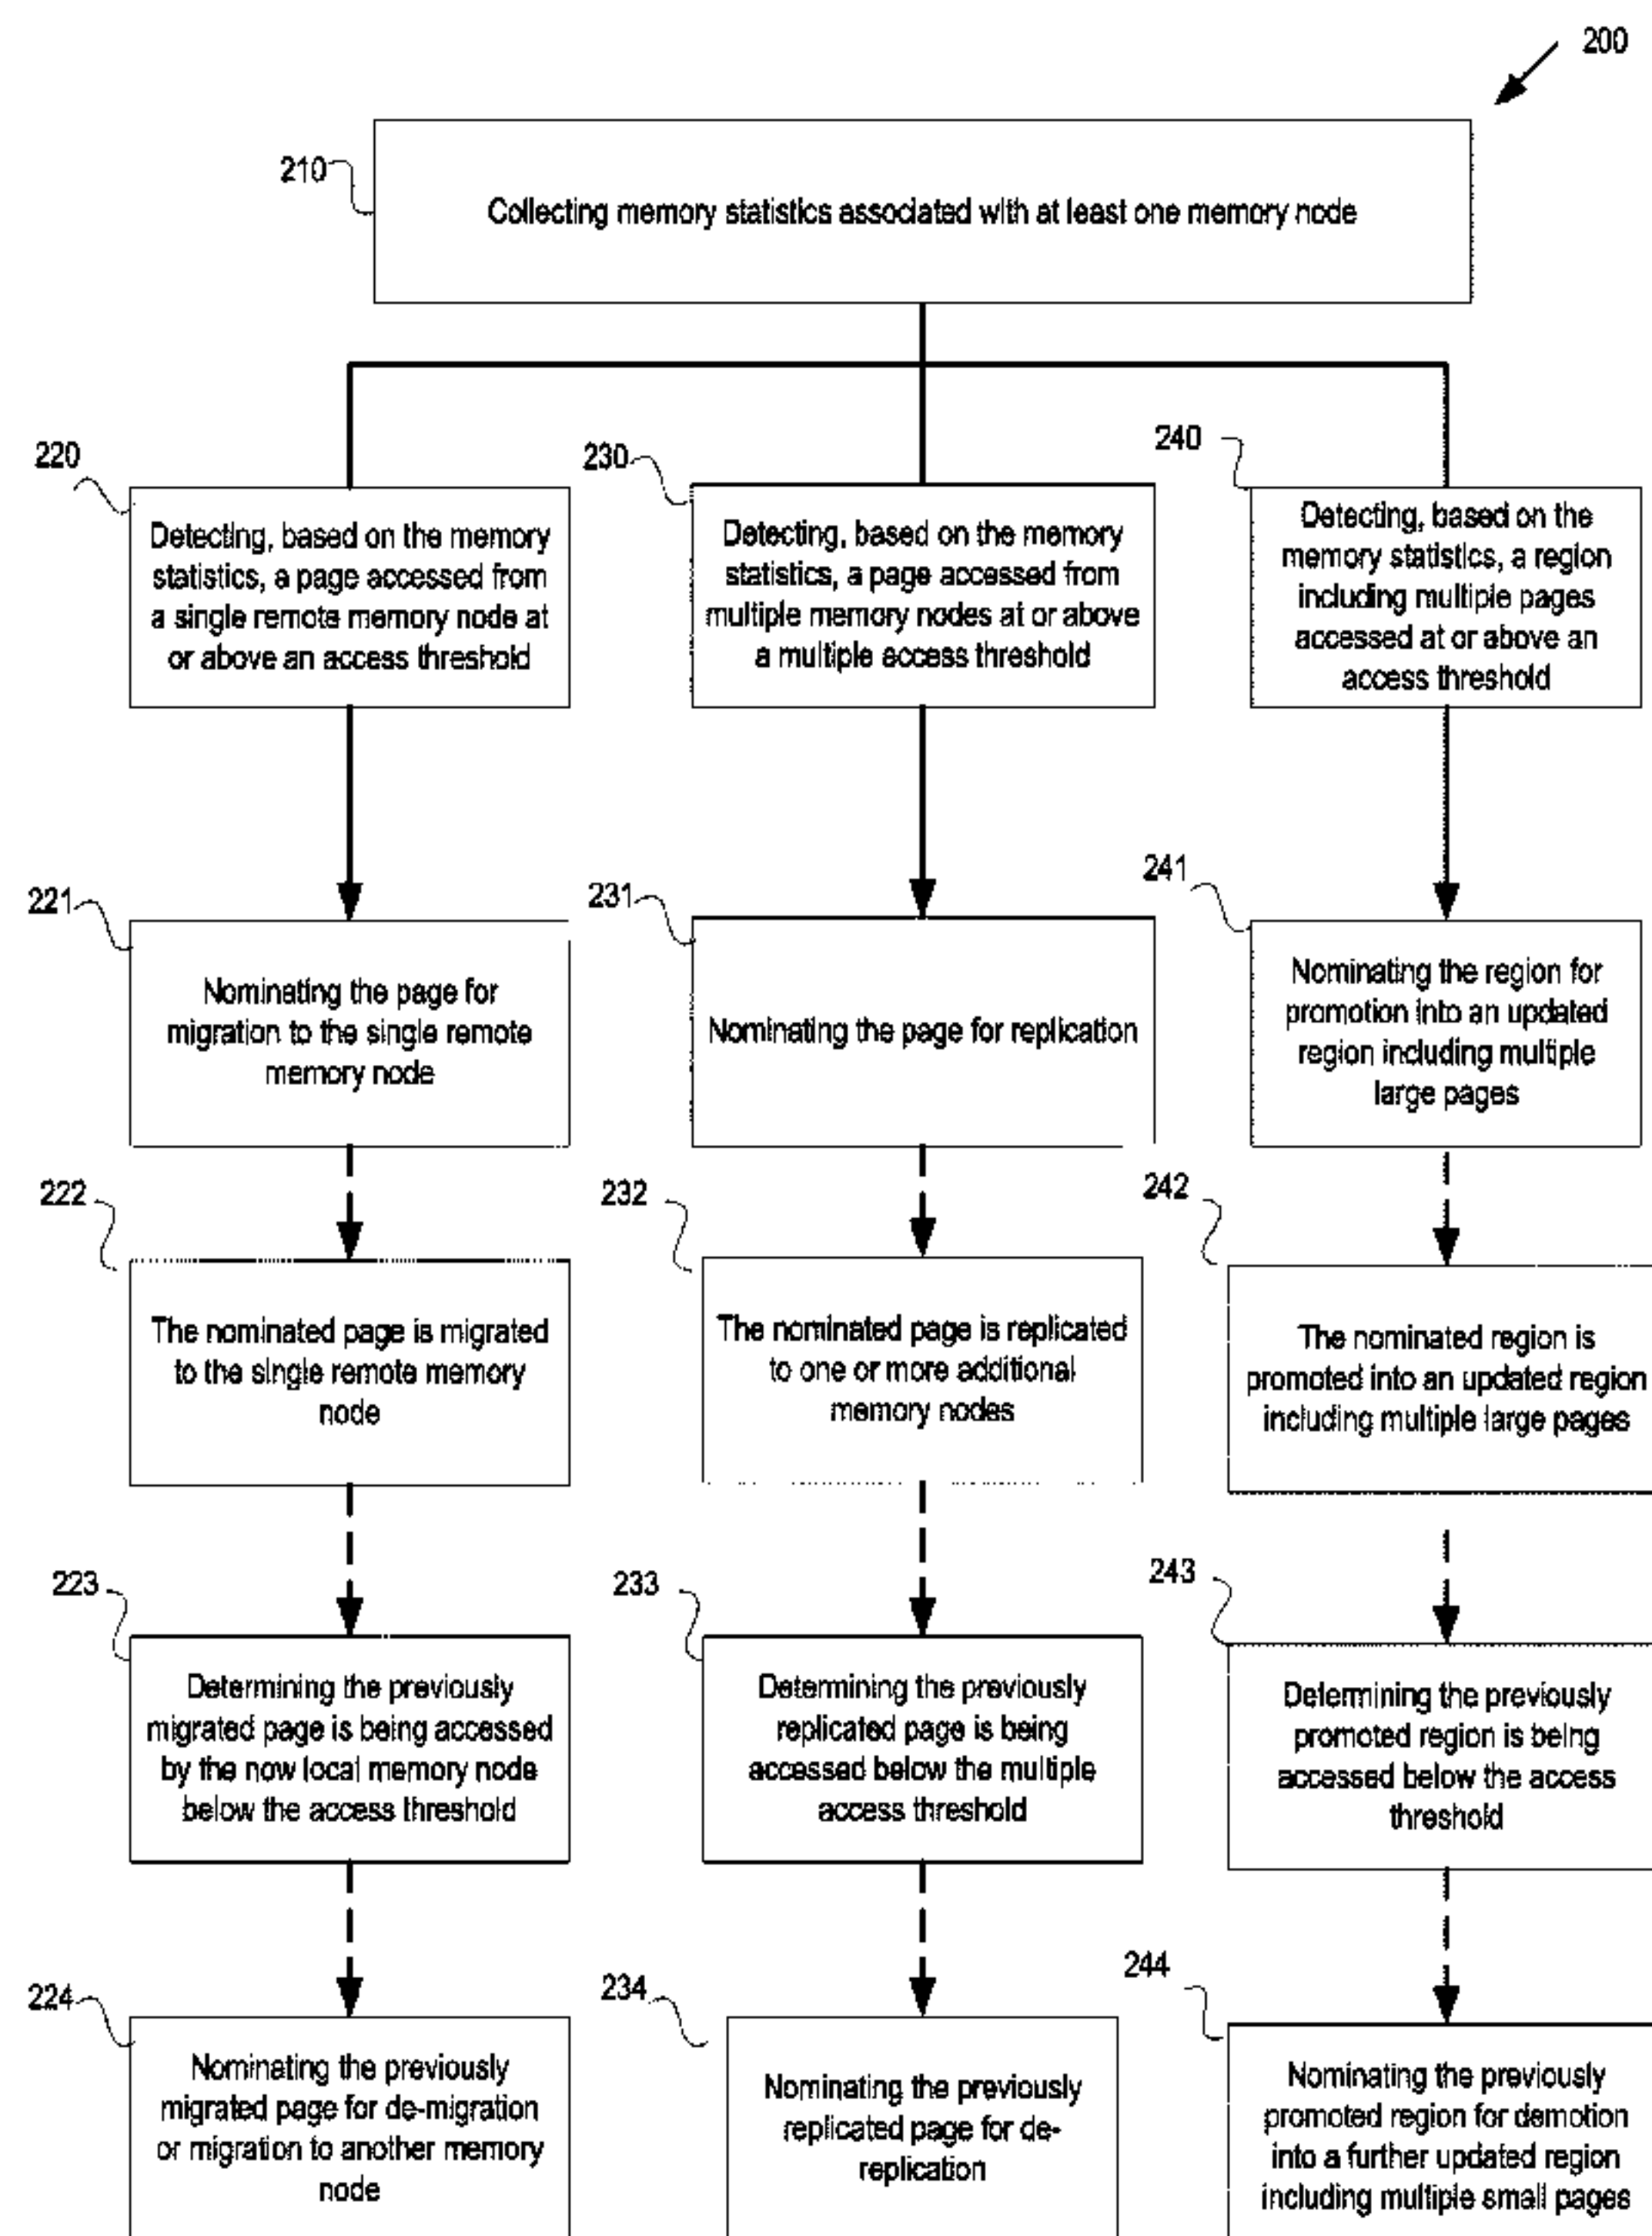 200
210
Collecting memory statistics associated with at least one memory node
220
Detecting, based on the memory
statistics, a page accessed from
a single remote memory node at
or above an access threshold
230
Detecting, based on the memory
statistics, a page accessed from
multiple memory nodes at or above
a multiple access threshold
240
Detecting, based on the
memory statistics, a region
including multiple pages
accessed at or above an
access threshold
221
Nominating the page for
migration to the single remote
memory node
231
Nominating the page for replication
241
Nominating the region for
promotion into an updated
region including multiple
large pages
222
The nominated page is migrated
to the single remote memory
node
232
The nominated page is replicated
to one or more additional
memory nodes
242
The nominated region is
promoted into an updated region
including multiple large pages
223
Determining the previously
migrated page is being accessed
by the now local memory node
below the access threshold
233
Determining the previously
replicated page is being
accessed below the multiple
access threshold
243
Determining the previously
promoted region is being
accessed below the access
threshold
224
Nominating the previously
migrated page for de-migration
or migration to another memory
node
234
Nominating the previously
replicated page for de-
replication
244
Nominating the previously
promoted region for demotion
into a further updated region
including multiple small pages